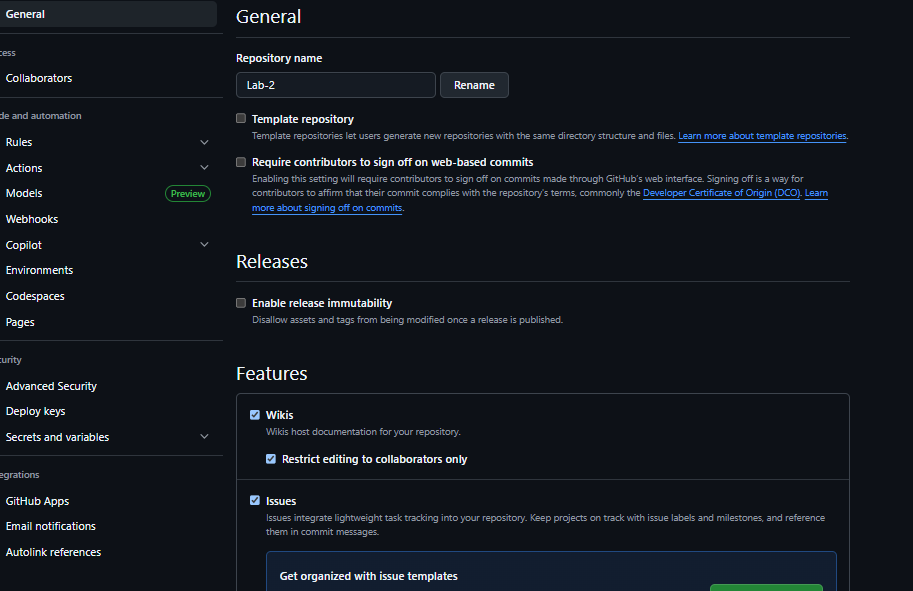 General
Collaborators
Rules
Actions
Models
Preview
Webhooks
Copilot
Environments
Codespaces
Pages
Advanced Security
Deploy keys
Secrets and variables
GitHub Apps
Email notifications
Autolink references
cess
de and automation
curity
egrations
General
Repository name
Lab-2
Rename
Template repository
Template repositories let users generate new repositories with the same directory structure and files. Learn more about template repositories.
Require contributors to sign off on web-based commits
Enabling this setting will require contributors to sign off on commits made through GitHub's web interface. Signing off is a way for
contributors to affirm that their commit complies with the repository's terms, commonly the Developer Certificate of Origin (DCO). Learn
more about signing off on commits.
Releases
Enable release immutability
Disallow assets and tags from being modified once a release is published.
Features
Wikis
Wikis host documentation for your repository.
Restrict editing to collaborators only
Issues
Issues integrate lightweight task tracking into your repository. Keep projects on track with issue labels and milestones, and reference
them in commit messages.
Get organized with issue templates